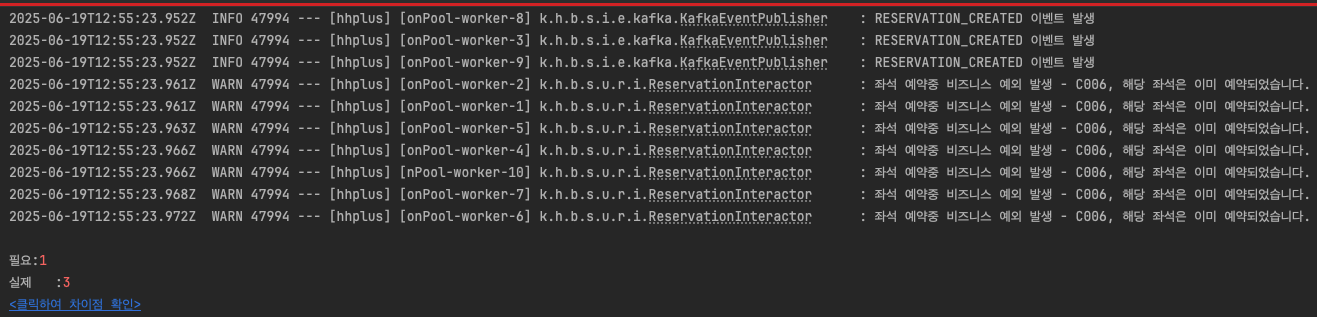 2025-06-19T12:55:23.952Z  INFO 47994 --- [hhplus] [onPool-worker-8] k.h.b.s.i.e.kafka.KafkaEventPublisher    : RESERVATION_CREATED 이벤트 발생
2025-06-19T12:55:23.952Z  INFO 47994 --- [hhplus] [onPool-worker-3] k.h.b.s.i.e.kafka.KafkaEventPublisher    : RESERVATION_CREATED 이벤트 발생
2025-06-19T12:55:23.952Z  INFO 47994 --- [hhplus] [onPool-worker-9] k.h.b.s.i.e.kafka.KafkaEventPublisher    : RESERVATION_CREATED 이벤트 발생
2025-06-19T12:55:23.961Z  WARN 47994 --- [hhplus] [onPool-worker-2] k.h.b.s.u.r.i.ReservationInteractor      : 좌석 예약중 비즈니스 예외 발생 - C006, 해당 좌석은 이미 예약되었습니다.
2025-06-19T12:55:23.961Z  WARN 47994 --- [hhplus] [onPool-worker-1] k.h.b.s.u.r.i.ReservationInteractor      : 좌석 예약중 비즈니스 예외 발생 - C006, 해당 좌석은 이미 예약되었습니다.
2025-06-19T12:55:23.963Z  WARN 47994 --- [hhplus] [onPool-worker-5] k.h.b.s.u.r.i.ReservationInteractor      : 좌석 예약중 비즈니스 예외 발생 - C006, 해당 좌석은 이미 예약되었습니다.
2025-06-19T12:55:23.966Z  WARN 47994 --- [hhplus] [onPool-worker-4] k.h.b.s.u.r.i.ReservationInteractor      : 좌석 예약중 비즈니스 예외 발생 - C006, 해당 좌석은 이미 예약되었습니다.
2025-06-19T12:55:23.966Z  WARN 47994 --- [hhplus] [nPool-worker-10] k.h.b.s.u.r.i.ReservationInteractor      : 좌석 예약중 비즈니스 예외 발생 - C006, 해당 좌석은 이미 예약되었습니다.
2025-06-19T12:55:23.968Z  WARN 47994 --- [hhplus] [onPool-worker-7] k.h.b.s.u.r.i.ReservationInteractor      : 좌석 예약중 비즈니스 예외 발생 - C006, 해당 좌석은 이미 예약되었습니다.
2025-06-19T12:55:23.972Z  WARN 47994 --- [hhplus] [onPool-worker-6] k.h.b.s.u.r.i.ReservationInteractor      : 좌석 예약중 비즈니스 예외 발생 - C006, 해당 좌석은 이미 예약되었습니다.
필요:1
실제   :3
<클릭하여 차이점 확인>